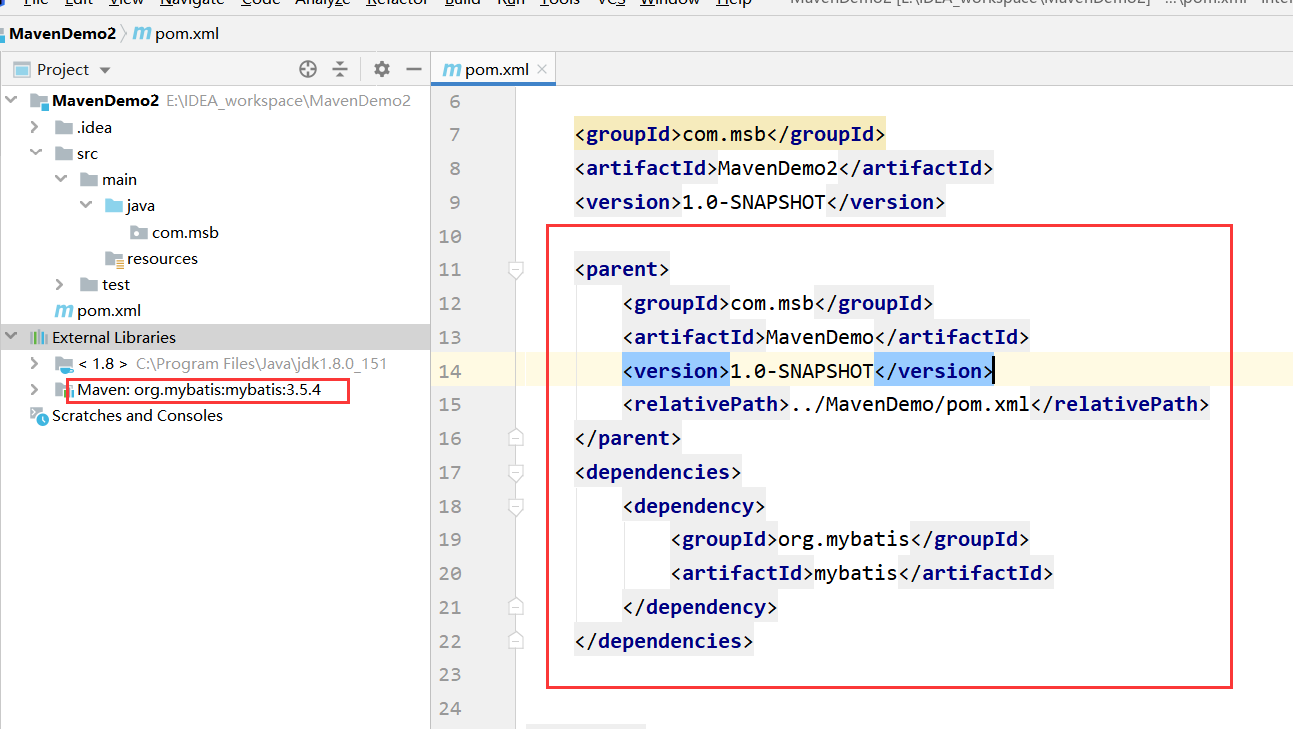 File Edit View Navigate Code Analyze Refactor Build Run Tools VCS Window Help MavenDemo2 [E:\IDEA_workspace\MavenDemo2] - ...\pom.xml
MavenDemo2 pom.xml
Project
pom.xml
MavenDemo2 E:\IDEA_workspace\MavenDemo2
.idea
src
main
java
com.msb
resources
test
pom.xml
External Libraries
< 1.8 > C:\Program Files\Java\jdk1.8.0_151
Maven: org.mybatis:mybatis:3.5.4
Scratches and Consoles
6
7 <groupId>com.msb</groupId>
8 <artifactId>MavenDemo2</artifactId>
9 <version>1.0-SNAPSHOT</version>
10
11 <parent>
12 <groupId>com.msb</groupId>
13 <artifactId>MavenDemo</artifactId>
14 <version>1.0-SNAPSHOT</version>
15 <relativePath>../MavenDemo/pom.xml</relativePath>
16 </parent>
17 <dependencies>
18 <dependency>
19 <groupId>org.mybatis</groupId>
20 <artifactId>mybatis</artifactId>
21 </dependency>
22 </dependencies>
23
24